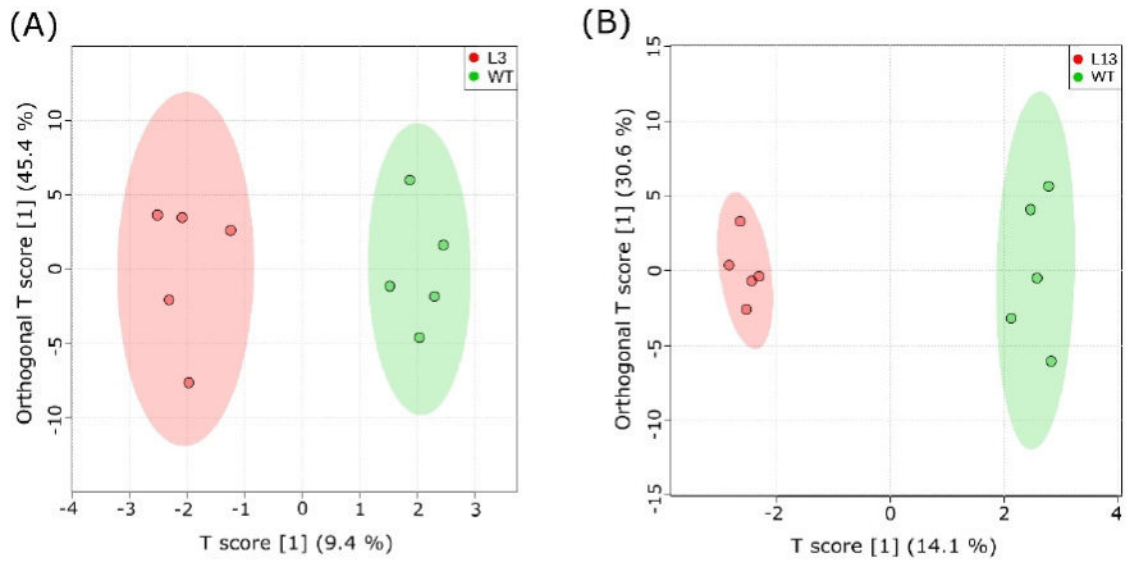 (A)
L3
WT
Orthogonal T score [1] (45.4 %)
10
5
0
-5
-10
-4
-3
-2
-1
0
1
2
3
T score [1] (9.4 %)
(B)
L13
WT
Orthogonal T score [1] (30.6 %)
15
10
5
0
-5
-10
-15
-2
0
2
4
T score [1] (14.1 %)